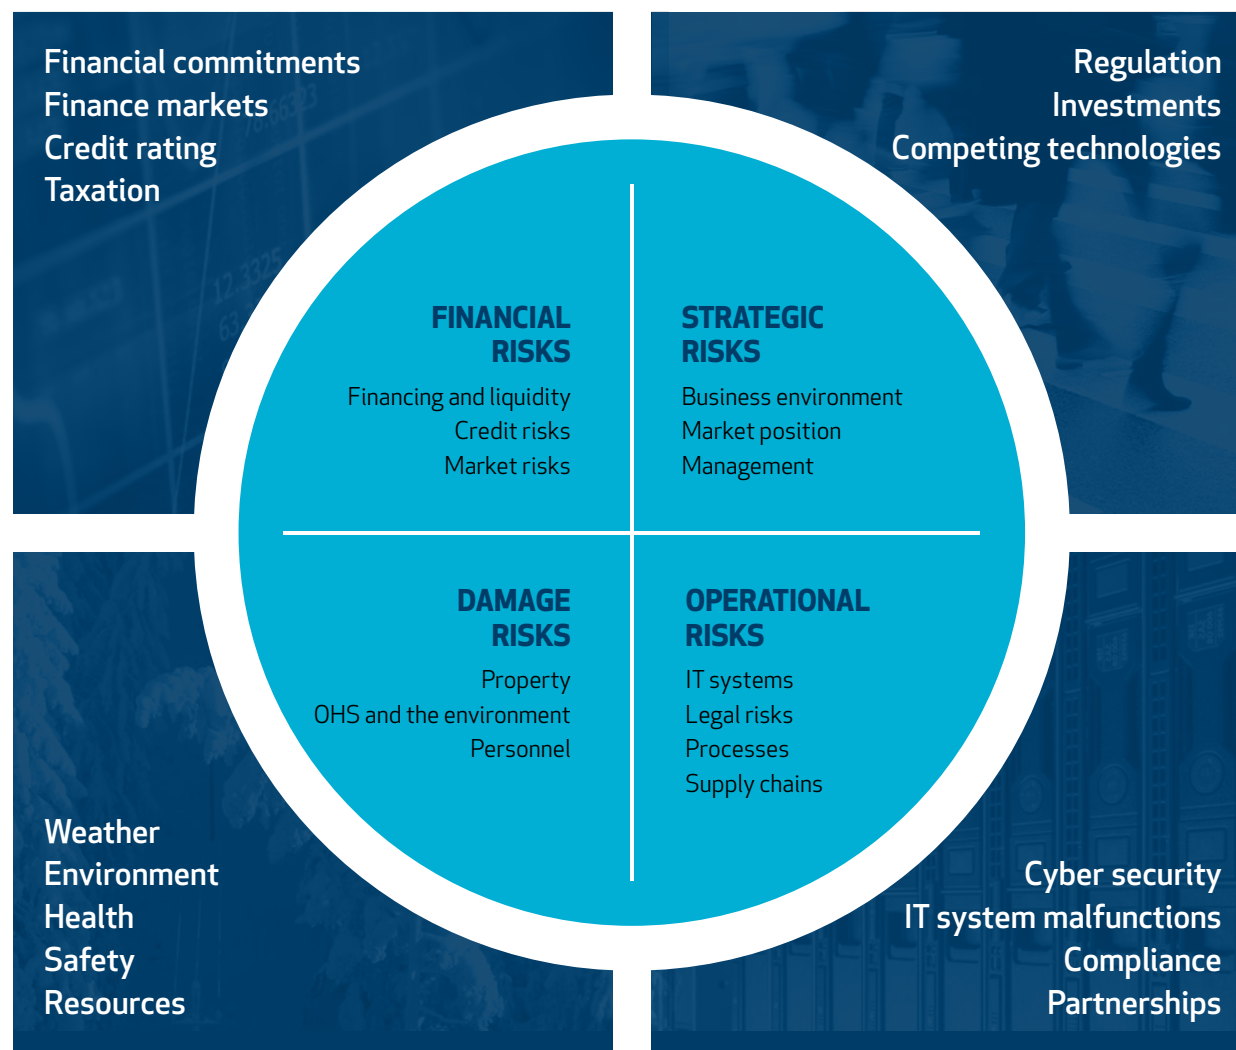 Financial commitments
Finance markets
Credit rating
Taxation
Regulation
Investments
Competing technologies
12.3325
FINANCIAL
RISKS
Financing and liquidity
Credit risks
Market risks
STRATEGIC
RISKS
Business environment
Market position
Management
DAMAGE
RISKS
Property
OHS and the environment
Personnel
OPERATIONAL
RISKS
IT systems
Legal risks
Processes
Supply chains
Weather
Environment
Health
Safety
Resources
Cyber security
IT system malfunctions
Compliance
Partnerships